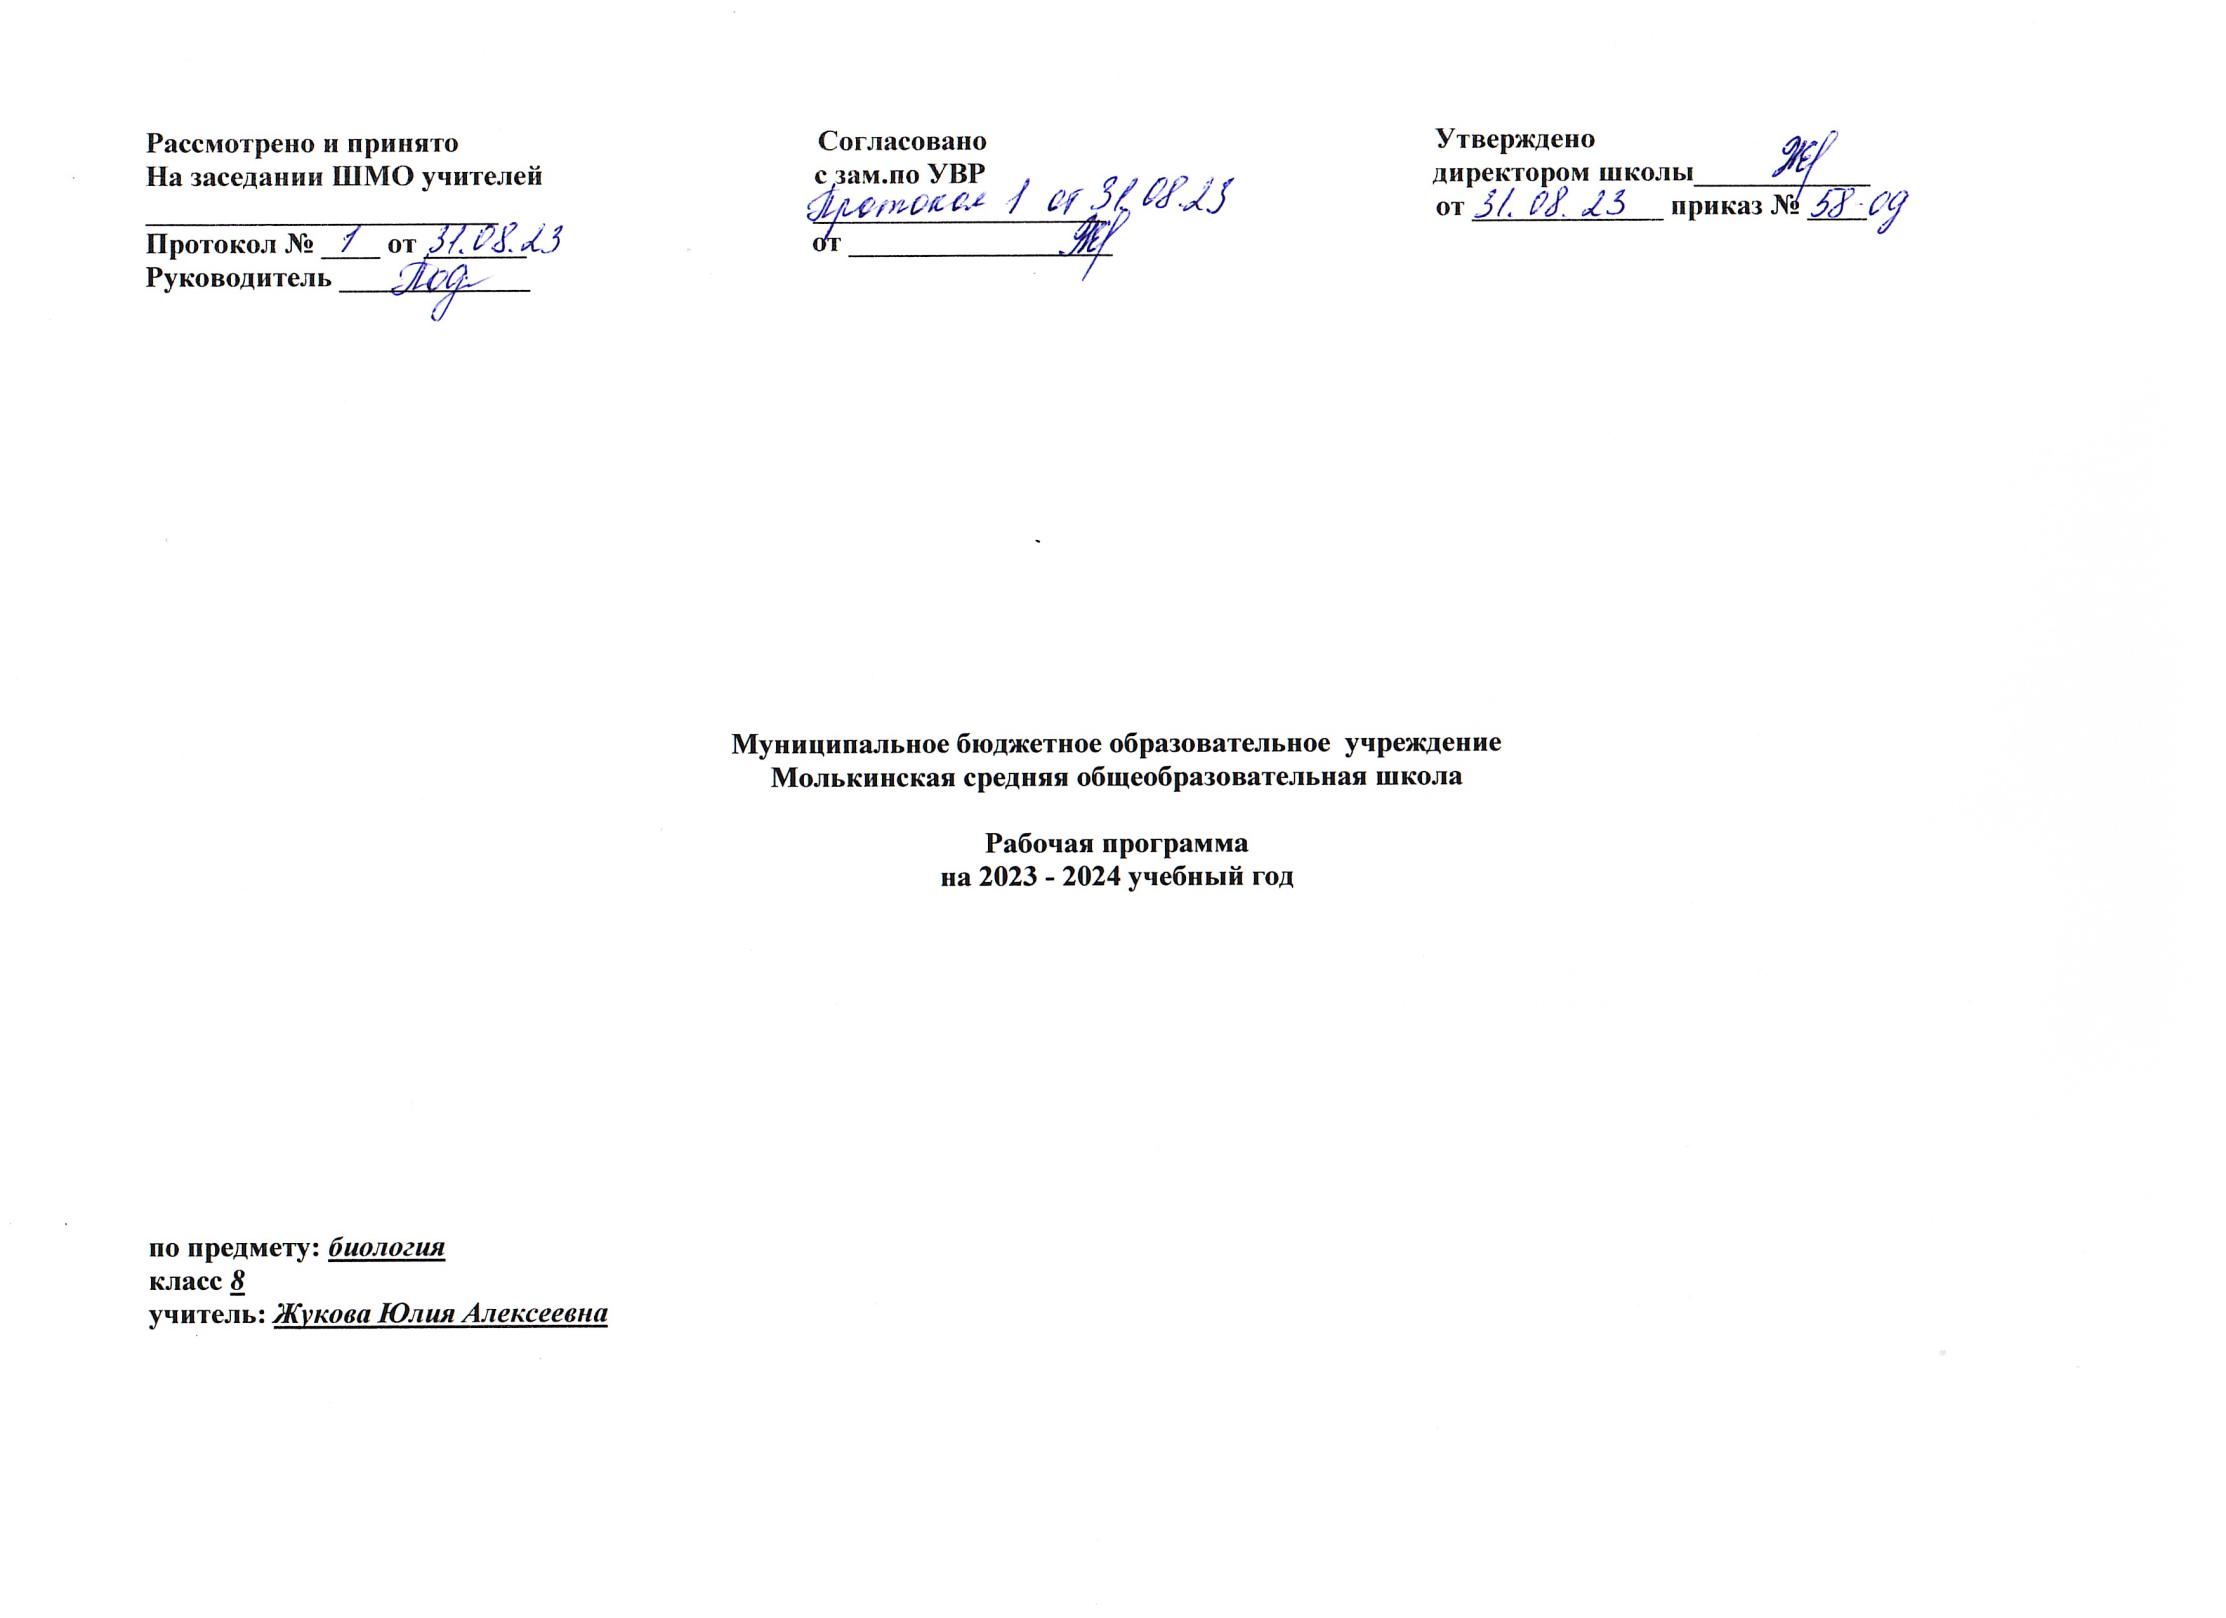 Рассмотрено и принято
На заседании ШМО учителей
Протокол № 1 от 31.08.23
Руководитель
Согласовано
с зам.по УВР
Протокол 1 от 31.08.23
от
Утверждено
директором школы
от 31.08.23 приказ № 58-од
Муниципальное бюджетное образовательное учреждение
Молькинская средняя общеобразовательная школа
Рабочая программа
на 2023 - 2024 учебный год
по предмету: биология
класс 8
учитель: Жукова Юлия Алексеевна